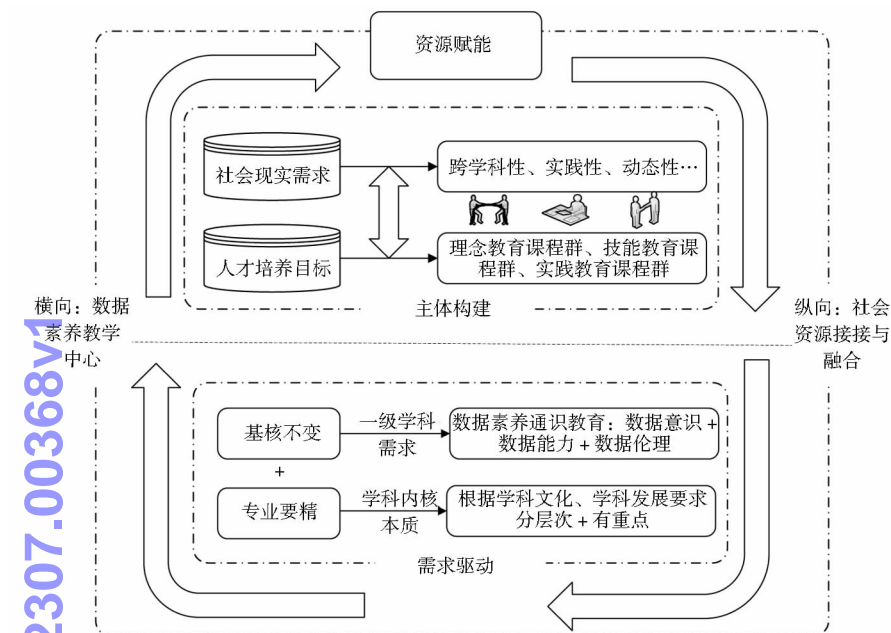 资源赋能
社会现实需求
跨学科性、实践性、动态性…
人才培养目标
理念教育课程群、技能教育课
程群、实践教育课程群
主体构建
横向：数据
素养教学
中心
纵向：社会
资源接接与
融合
基核不变
一级学科
需求
数据素养通识教育：数据意识+
数据能力+数据伦理
+
专业要精
学科内核
本质
根据学科文化、学科发展要求
分层次+有重点
需求驱动
2307.00368v1